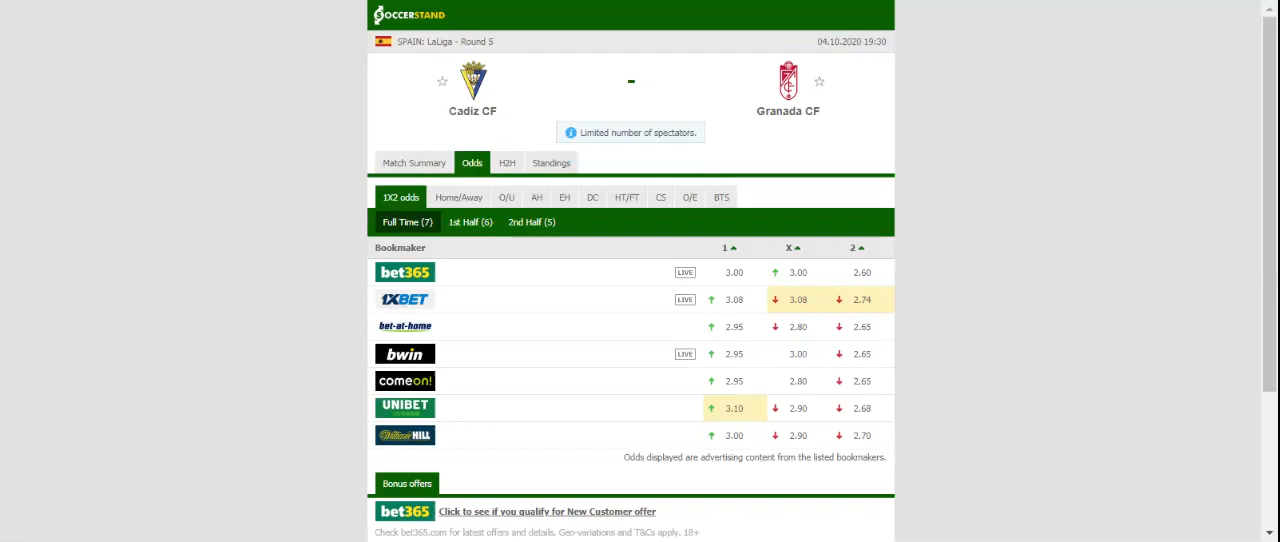 SOCCERSTAND
SPAIN: LaLiga - Round 5 04.10.2020 19:30
-
Cadiz CF Granada CF
Limited number of spectators.
Match Summary Odds H2H Standings
1X2 odds Home/Away O/U AH EH DC HT/FT CS O/E BTS
Full Time (7) 1st Half (6) 2nd Half (5)
Bookmaker 1 X 2
bet365 LIVE 3.00 3.00 2.60
1XBET LIVE 3.08 3.08 2.74
bet-at-home 2.95 2.80 2.65
bwin LIVE 2.95 3.00 2.65
comeon! 2.95 2.80 2.65
UNIBET 3.10 2.90 2.68
William HILL 3.00 2.90 2.70
Odds displayed are advertising content from the listed bookmakers.
Bonus offers
bet365 Click to see if you qualify for New Customer offer
Check bet365.com for latest offers and details. Geo-variations and T&Cs apply. 18+